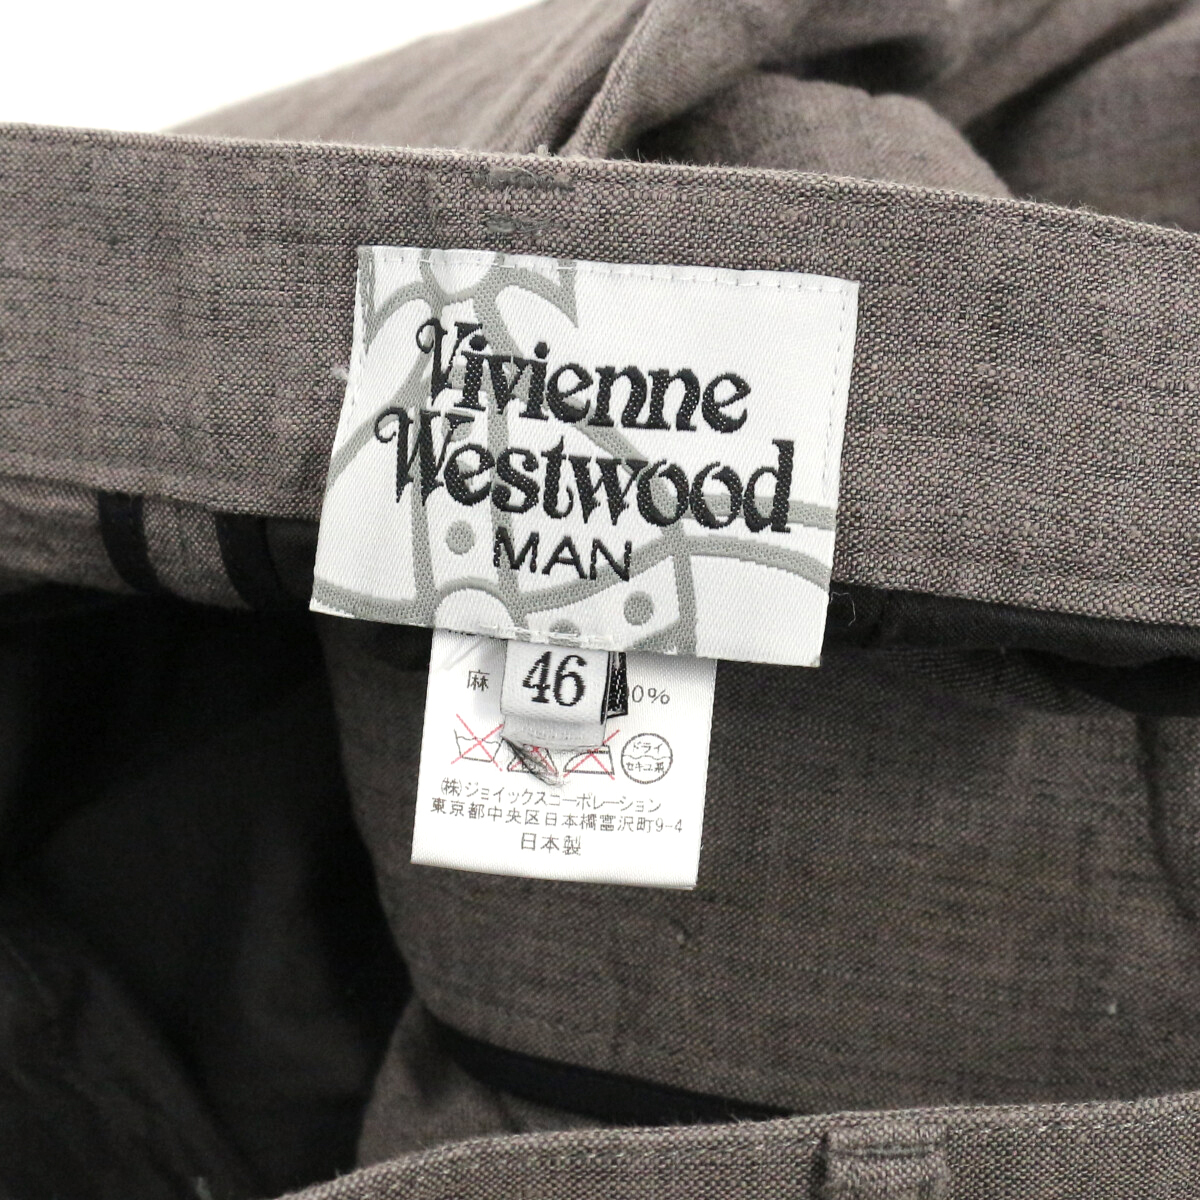 Vivienne
Westwood
MAN
46
麻 0%
ドライ
セキユ系
(株)ジョイックスコーポレーション
東京都中央区日本橋富沢町9-4
日本製